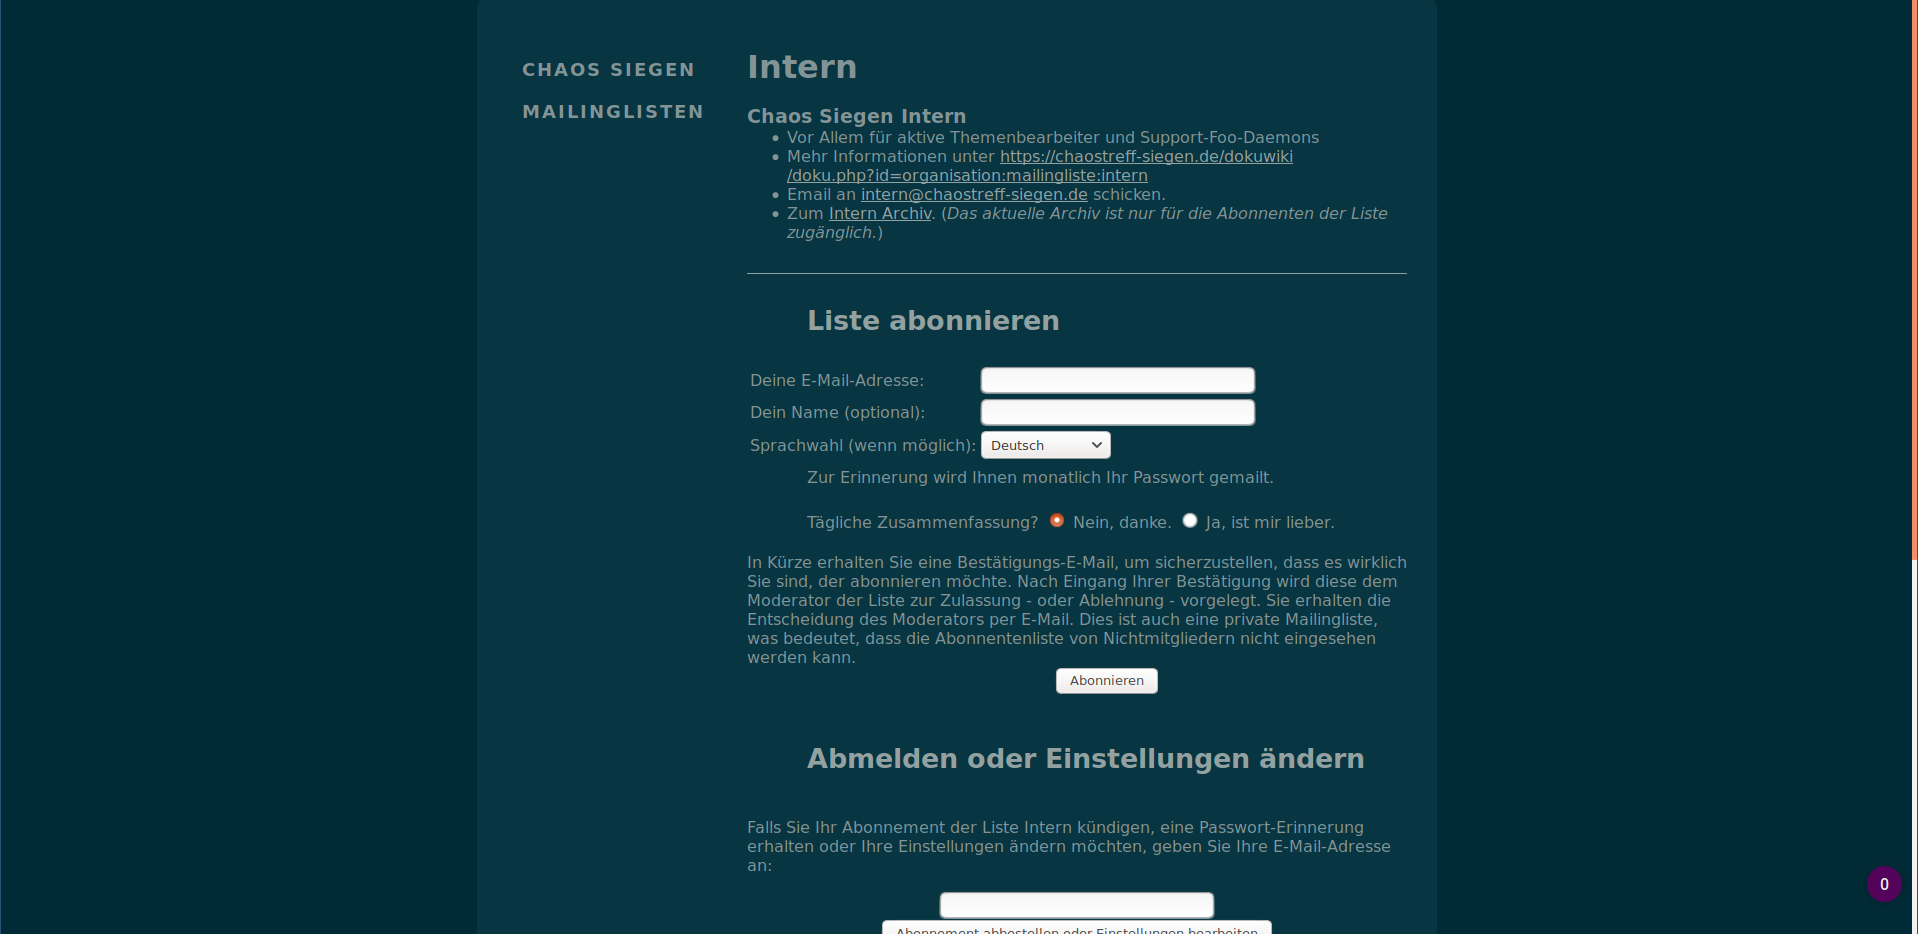 CHAOS SIEGEN
MAILINGLISTEN
Intern
Chaos Siegen Intern
Vor Allem für aktive Themenbearbeiter und Support-Foo-Daemons
Mehr Informationen unter https://chaostreff-siegen.de/dokuwiki
/doku.php?id=organisation:mailingliste:intern
Email an intern@chaostreff-siegen.de schicken.
Zum Intern Archiv. (Das aktuelle Archiv ist nur für die Abonnenten der Liste
zugänglich.)
Liste abonnieren
Deine E-Mail-Adresse:
Dein Name (optional):
Sprachwahl (wenn möglich): Deutsch
Zur Erinnerung wird Ihnen monatlich Ihr Passwort gemailt.
Tägliche Zusammenfassung? Nein, danke. Ja, ist mir lieber.
In Kürze erhalten Sie eine Bestätigungs-E-Mail, um sicherzustellen, dass es wirklich
Sie sind, der abonnieren möchte. Nach Eingang Ihrer Bestätigung wird diese dem
Moderator der Liste zur Zulassung - oder Ablehnung - vorgelegt. Sie erhalten die
Entscheidung des Moderators per E-Mail. Dies ist auch eine private Mailingliste,
was bedeutet, dass die Abonnentenliste von Nichtmitgliedern nicht eingesehen
werden kann.
Abonnieren
Abmelden oder Einstellungen ändern
Falls Sie Ihr Abonnement der Liste Intern kündigen, eine Passwort-Erinnerung
erhalten oder Ihre Einstellungen ändern möchten, geben Sie Ihre E-Mail-Adresse
an:
0
Abonnement abbestellen oder Einstellungen bearbeiten